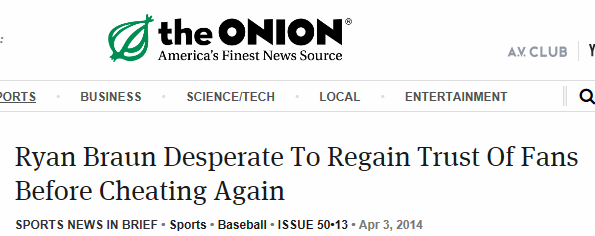 the ONION®
America's Finest News Source
A.V. CLUB
PORTS • BUSINESS • SCIENCE/TECH • LOCAL • ENTERTAINMENT
Ryan Braun Desperate To Regain Trust Of Fans
Before Cheating Again
SPORTS NEWS IN BRIEF • Sports • Baseball • ISSUE 50•13 • Apr 3, 2014